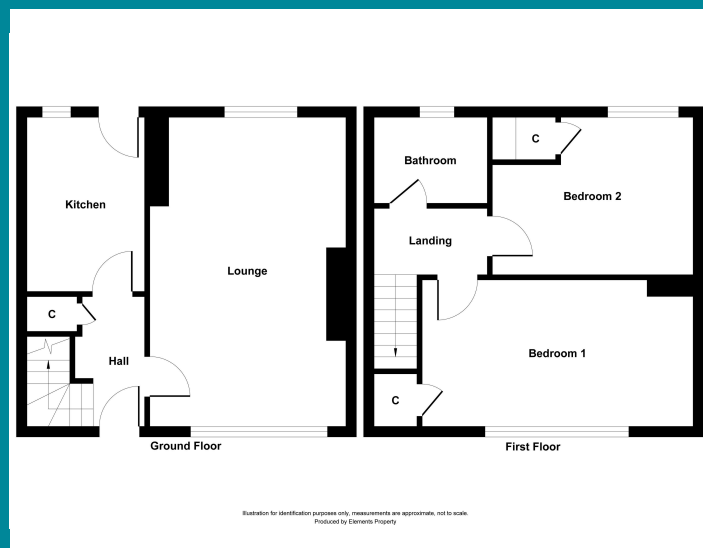 Kitchen
Lounge
C
Hall
Ground Floor
Bathroom
C
Bedroom 2
Landing
Bedroom 1
C
First Floor
Illustration for identification purposes only, measurements are approximate, not to scale.
Produced by Elements Property